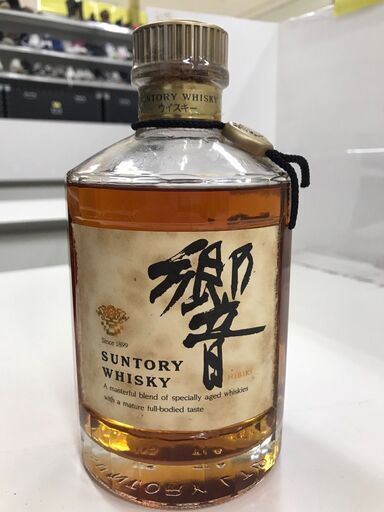 SUNTORY WHISKY
ウイスキー
響
Since 1899
SUNTORY
WHISKY
HIBIKI
A masterful blend of specially aged whiskies
with a mature full-bodied taste